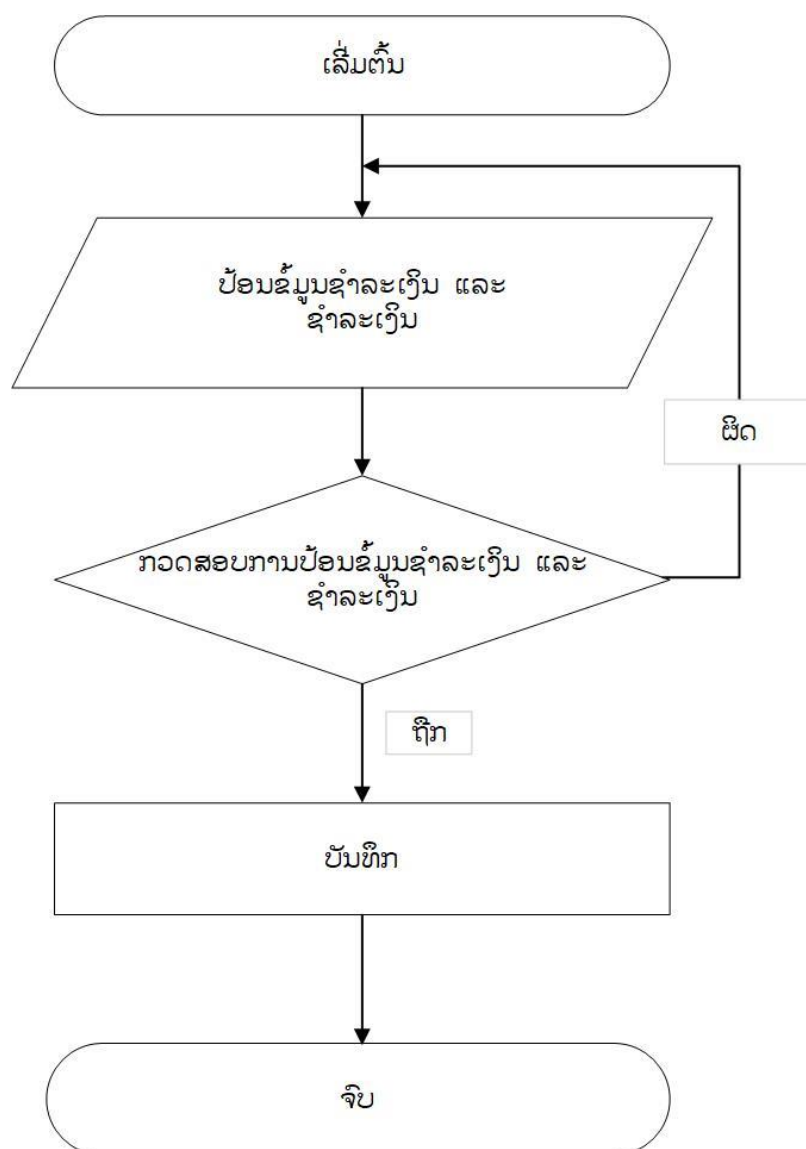 ເລີ່ມຕົ້ນ
ປ້ອນຂໍ້ມູນຊຳລະເງິນ ແລະ
ຊຳລະເງິນ
ຜິດ
ກວດສອບການປ້ອນຂໍ້ມູນຊຳລະເງິນ ແລະ
ຊຳລະເງິນ
ຖືກ
ບັນທຶກ
ຈົບ